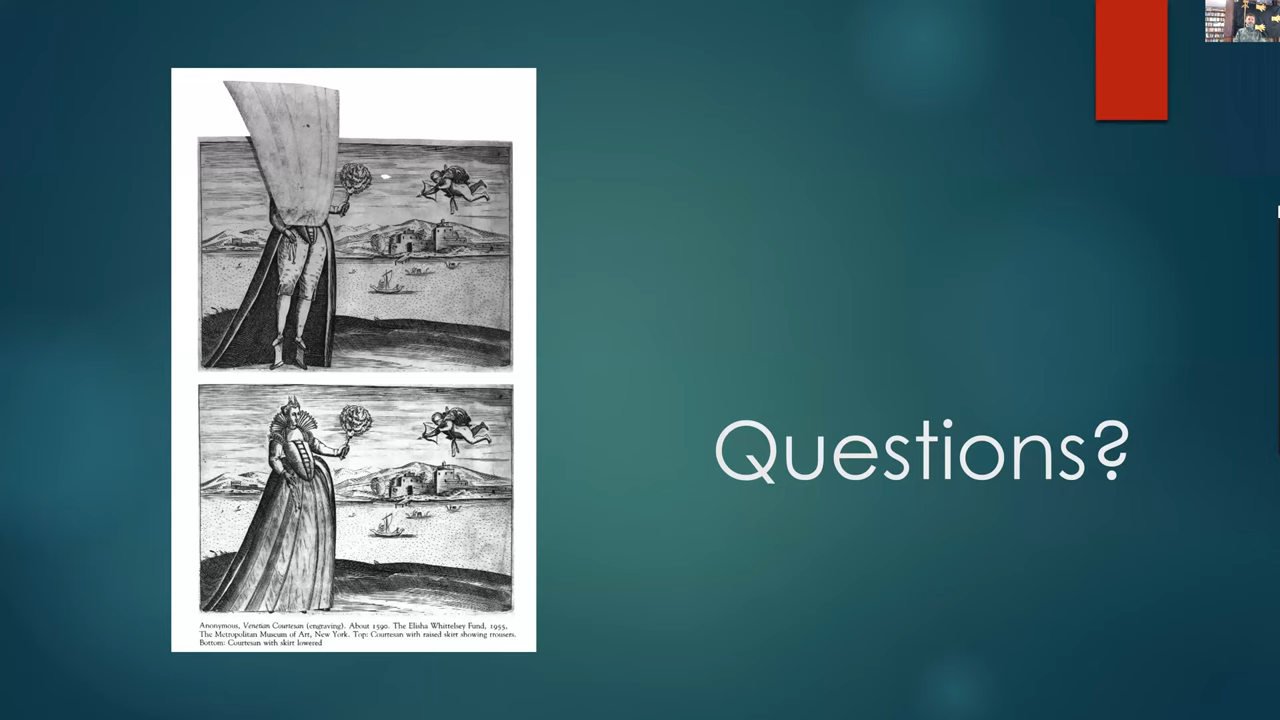 Anonymous, Venetian Courtesan (engraving). About 1590. The Elisha Whittelsey Fund, 1955,
The Metropolitan Museum of Art, New York. Top: Courtesan with raised skirt showing trousers.
Bottom: Courtesan with skirt lowered
Questions?